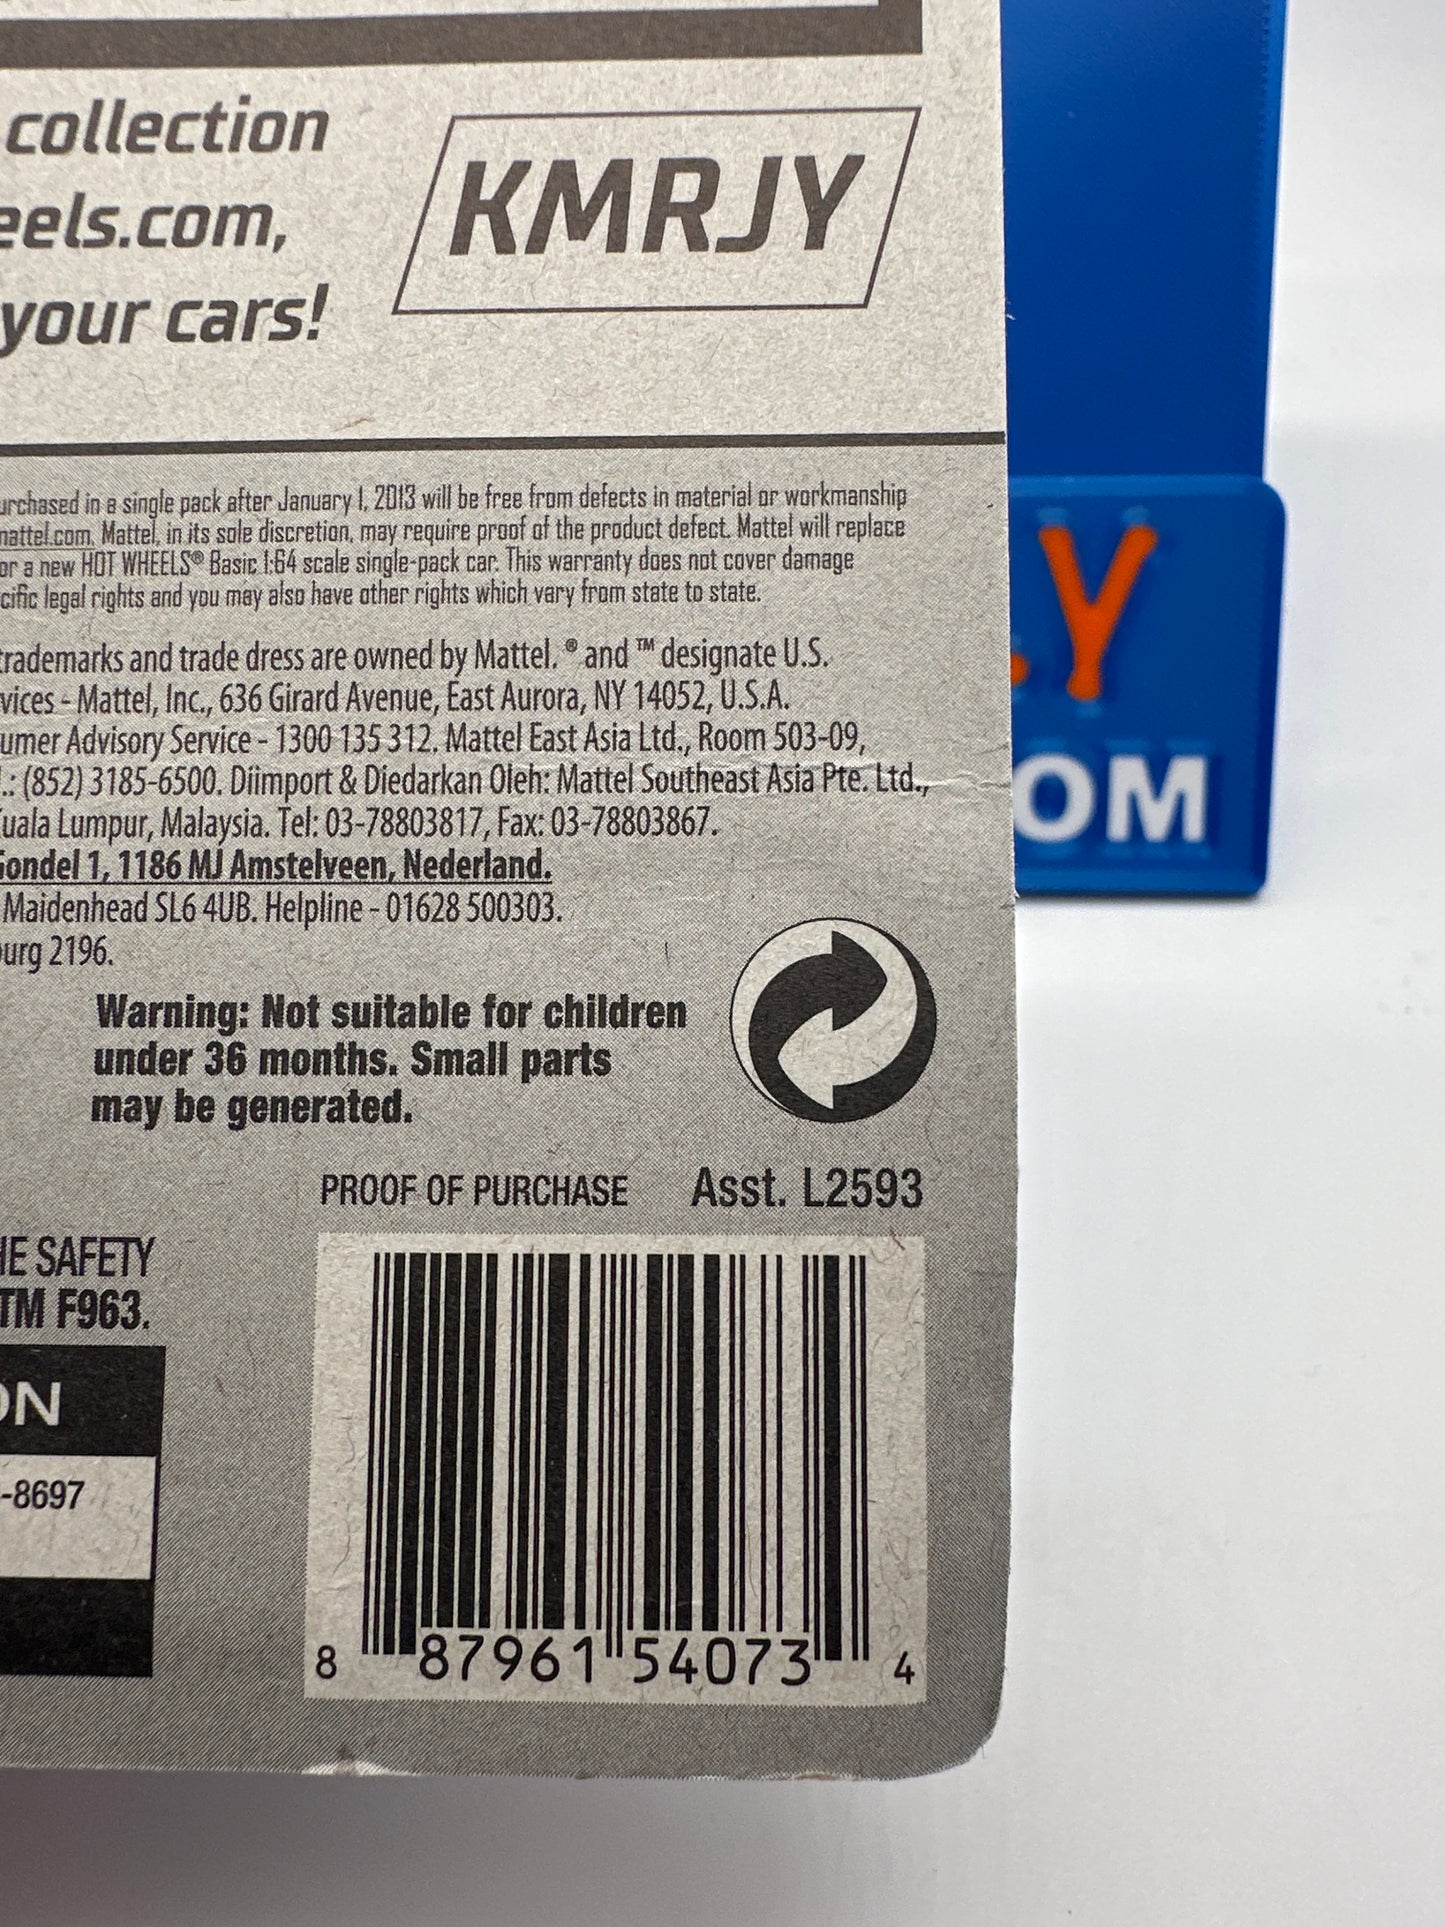 collection
eels.com,
your cars!
KMRJY
urchased in a single pack after January 1, 2013 will be free from defects in material or workmanship
mattel.com. Mattel, in its sole discretion, may require proof of the product defect. Mattel will replace
or a new HOT WHEELS® Basic 1:64 scale single-pack car. This warranty does not cover damage
cific legal rights and you may also have other rights which vary from state to state.
trademarks and trade dress are owned by Mattel. ® and ™ designate U.S.
vices - Mattel, Inc., 636 Girard Avenue, East Aurora, NY 14052, U.S.A.
umer Advisory Service - 1300 135 312. Mattel East Asia Ltd., Room 503-09,
.: (852) 3185-6500. Diimport & Diedarkan Oleh: Mattel Southeast Asia Pte. Ltd.,
uala Lumpur, Malaysia. Tel: 03-78803817, Fax: 03-78803867.
Gondel 1, 1186 MJ Amstelveen, Nederland.
Maidenhead SL6 4UB. Helpline - 01628 500303.
urg 2196.
Warning: Not suitable for children
under 36 months. Small parts
may be generated.
PROOF OF PURCHASE Asst. L2593
HE SAFETY
TM F963.
ON
-8697
8 87961 54073 4
LY
OM